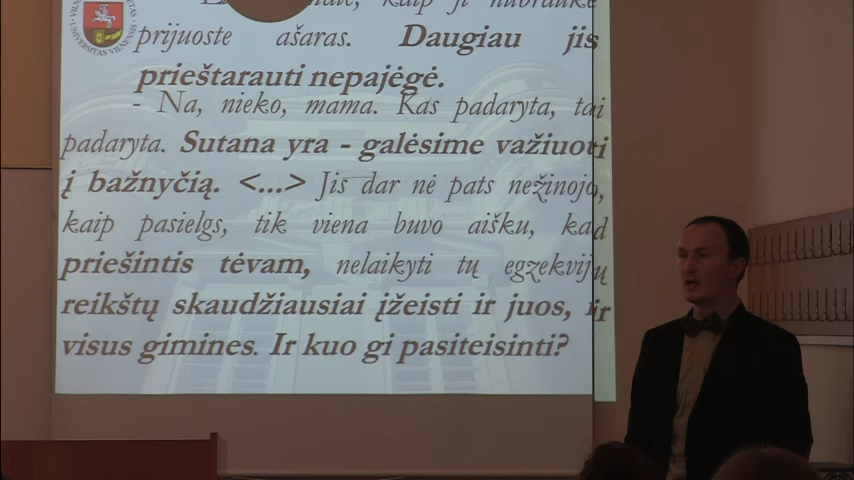 kaip ji nubraukė
prijuoste ašaras. Daugiau jis
prieštarauti nepajėgė.
- Na, nieko, mama. Kas padaryta, tai
padaryta. Sutana yra - galėsime važiuoti
į bažnyčią. <...> Jis dar nė pats nežinojo,
kaip pasielgs, tik viena buvo aišku, kad
priešintis tėvam, nelaikyti tų egzekvijų
reikštų skaudžiausiai įžeisti ir juos, ir
visus gimines. Ir kuo gi pasiteisinti?
UNIVERSITAS VILNENSIS